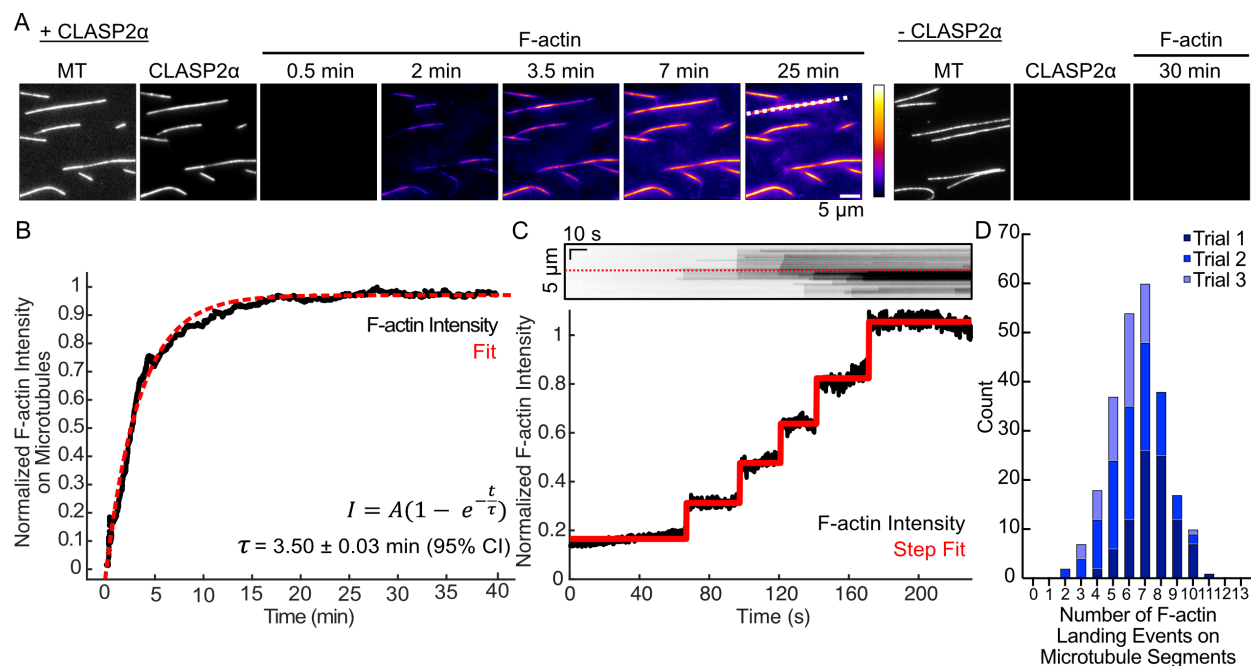 A
+ CLASP2α
F-actin
MT
CLASP2α
0.5 min
2 min
3.5 min
7 min
25 min
5 µm
- CLASP2α
F-actin
MT
CLASP2α
30 min
B
Normalized F-actin Intensity
on Microtubules
1
0.9
0.8
0.7
0.6
0.5
0.4
0.3
0.2
0.1
0
F-actin Intensity
Fit
I = A(1 − e^{−t/τ})
τ = 3.50 ± 0.03 min (95% CI)
0 5 10 15 20 25 30 35 40
Time (min)
C
10 s
5 µm
Normalized F-actin Intensity
1
0.8
0.6
0.4
0.2
0
F-actin Intensity
Step Fit
0 40 80 120 160 200
Time (s)
D
Count
70
60
50
40
30
20
10
0
Trial 1
Trial 2
Trial 3
0 1 2 3 4 5 6 7 8 9 10 11 12 13
Number of F-actin
Landing Events on
Microtubule Segments